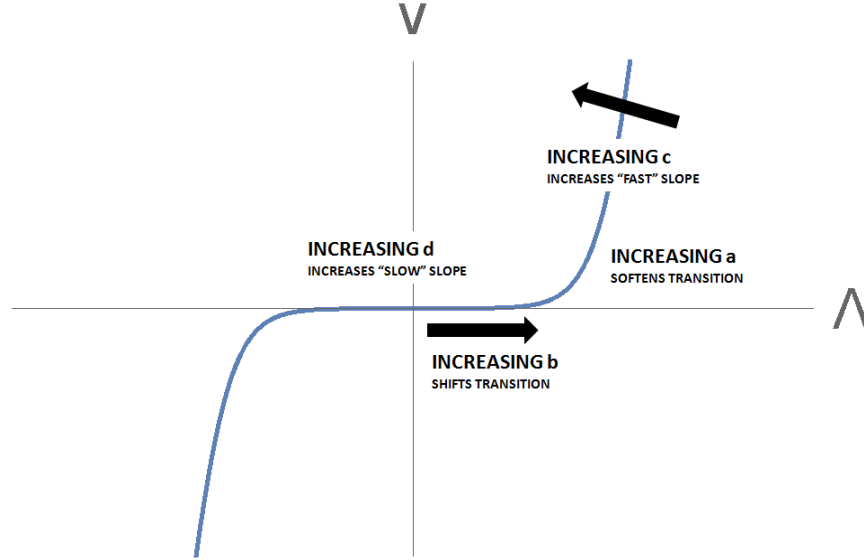 V
INCREASING c
INCREASES “FAST” SLOPE
INCREASING d
INCREASES “SLOW” SLOPE
INCREASING a
SOFTENS TRANSITION
Λ
INCREASING b
SHIFTS TRANSITION